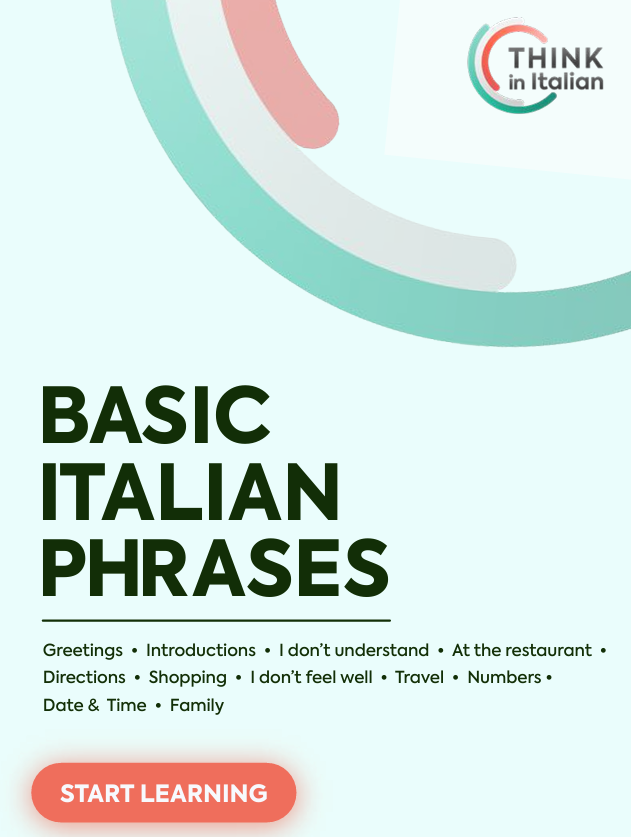 THINK
in Italian
BASIC
ITALIAN
PHRASES
Greetings • Introductions • I don't understand • At the restaurant •
Directions • Shopping • I don't feel well • Travel • Numbers •
Date & Time • Family
START LEARNING